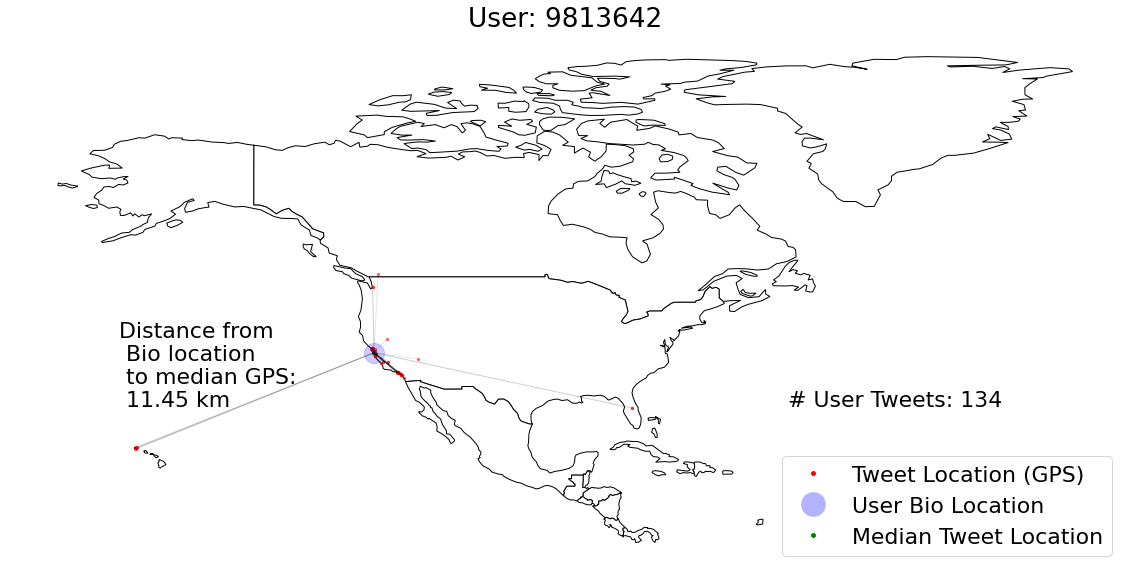 User: 9813642
Distance from
Bio location
to median GPS:
11.45 km
# User Tweets: 134
Tweet Location (GPS)
User Bio Location
Median Tweet Location